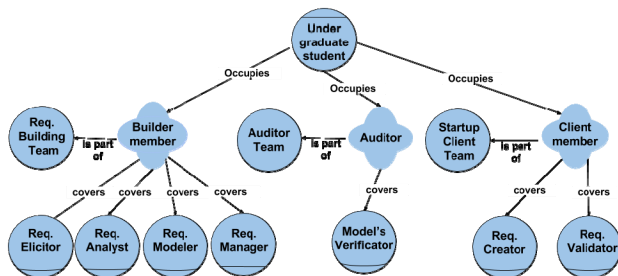 Under
graduate
student
Occupies
Occupies
Occupies
Req.
Building
Team
is part
of
Builder
member
Auditor
Team
is part
of
Auditor
Startup
Client
Team
is part
of
Client
member
covers
covers
covers
covers
covers
covers
covers
Req.
Elicitor
Req.
Analyst
Req.
Modeler
Req.
Manager
Model's
Verificator
Req.
Creator
Req.
Validator